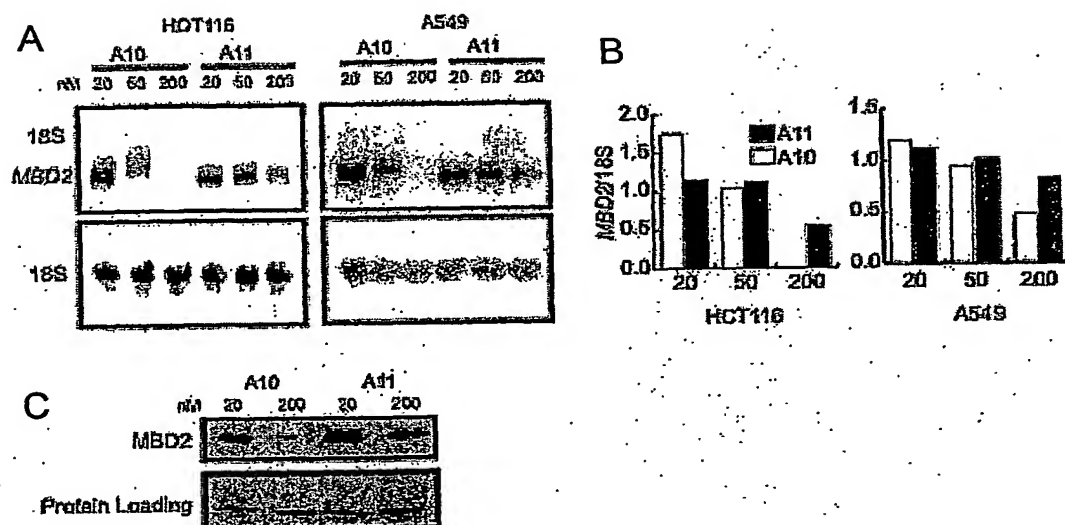 A
HCT116
A10 A11
nM 20 50 200 20 50 200
18S
MBD2
18S
A549
A10 A11
20 50 200 20 50 200
B
MBD2/18S
2.0
1.5
1.0
0.5
0.0
A11
A10
20 50 200
HCT116
1.5
1.0
0.5
0.0
20 50 200
A549
C
A10 A11
nM 20 200 20 200
MBD2
Protein Loading